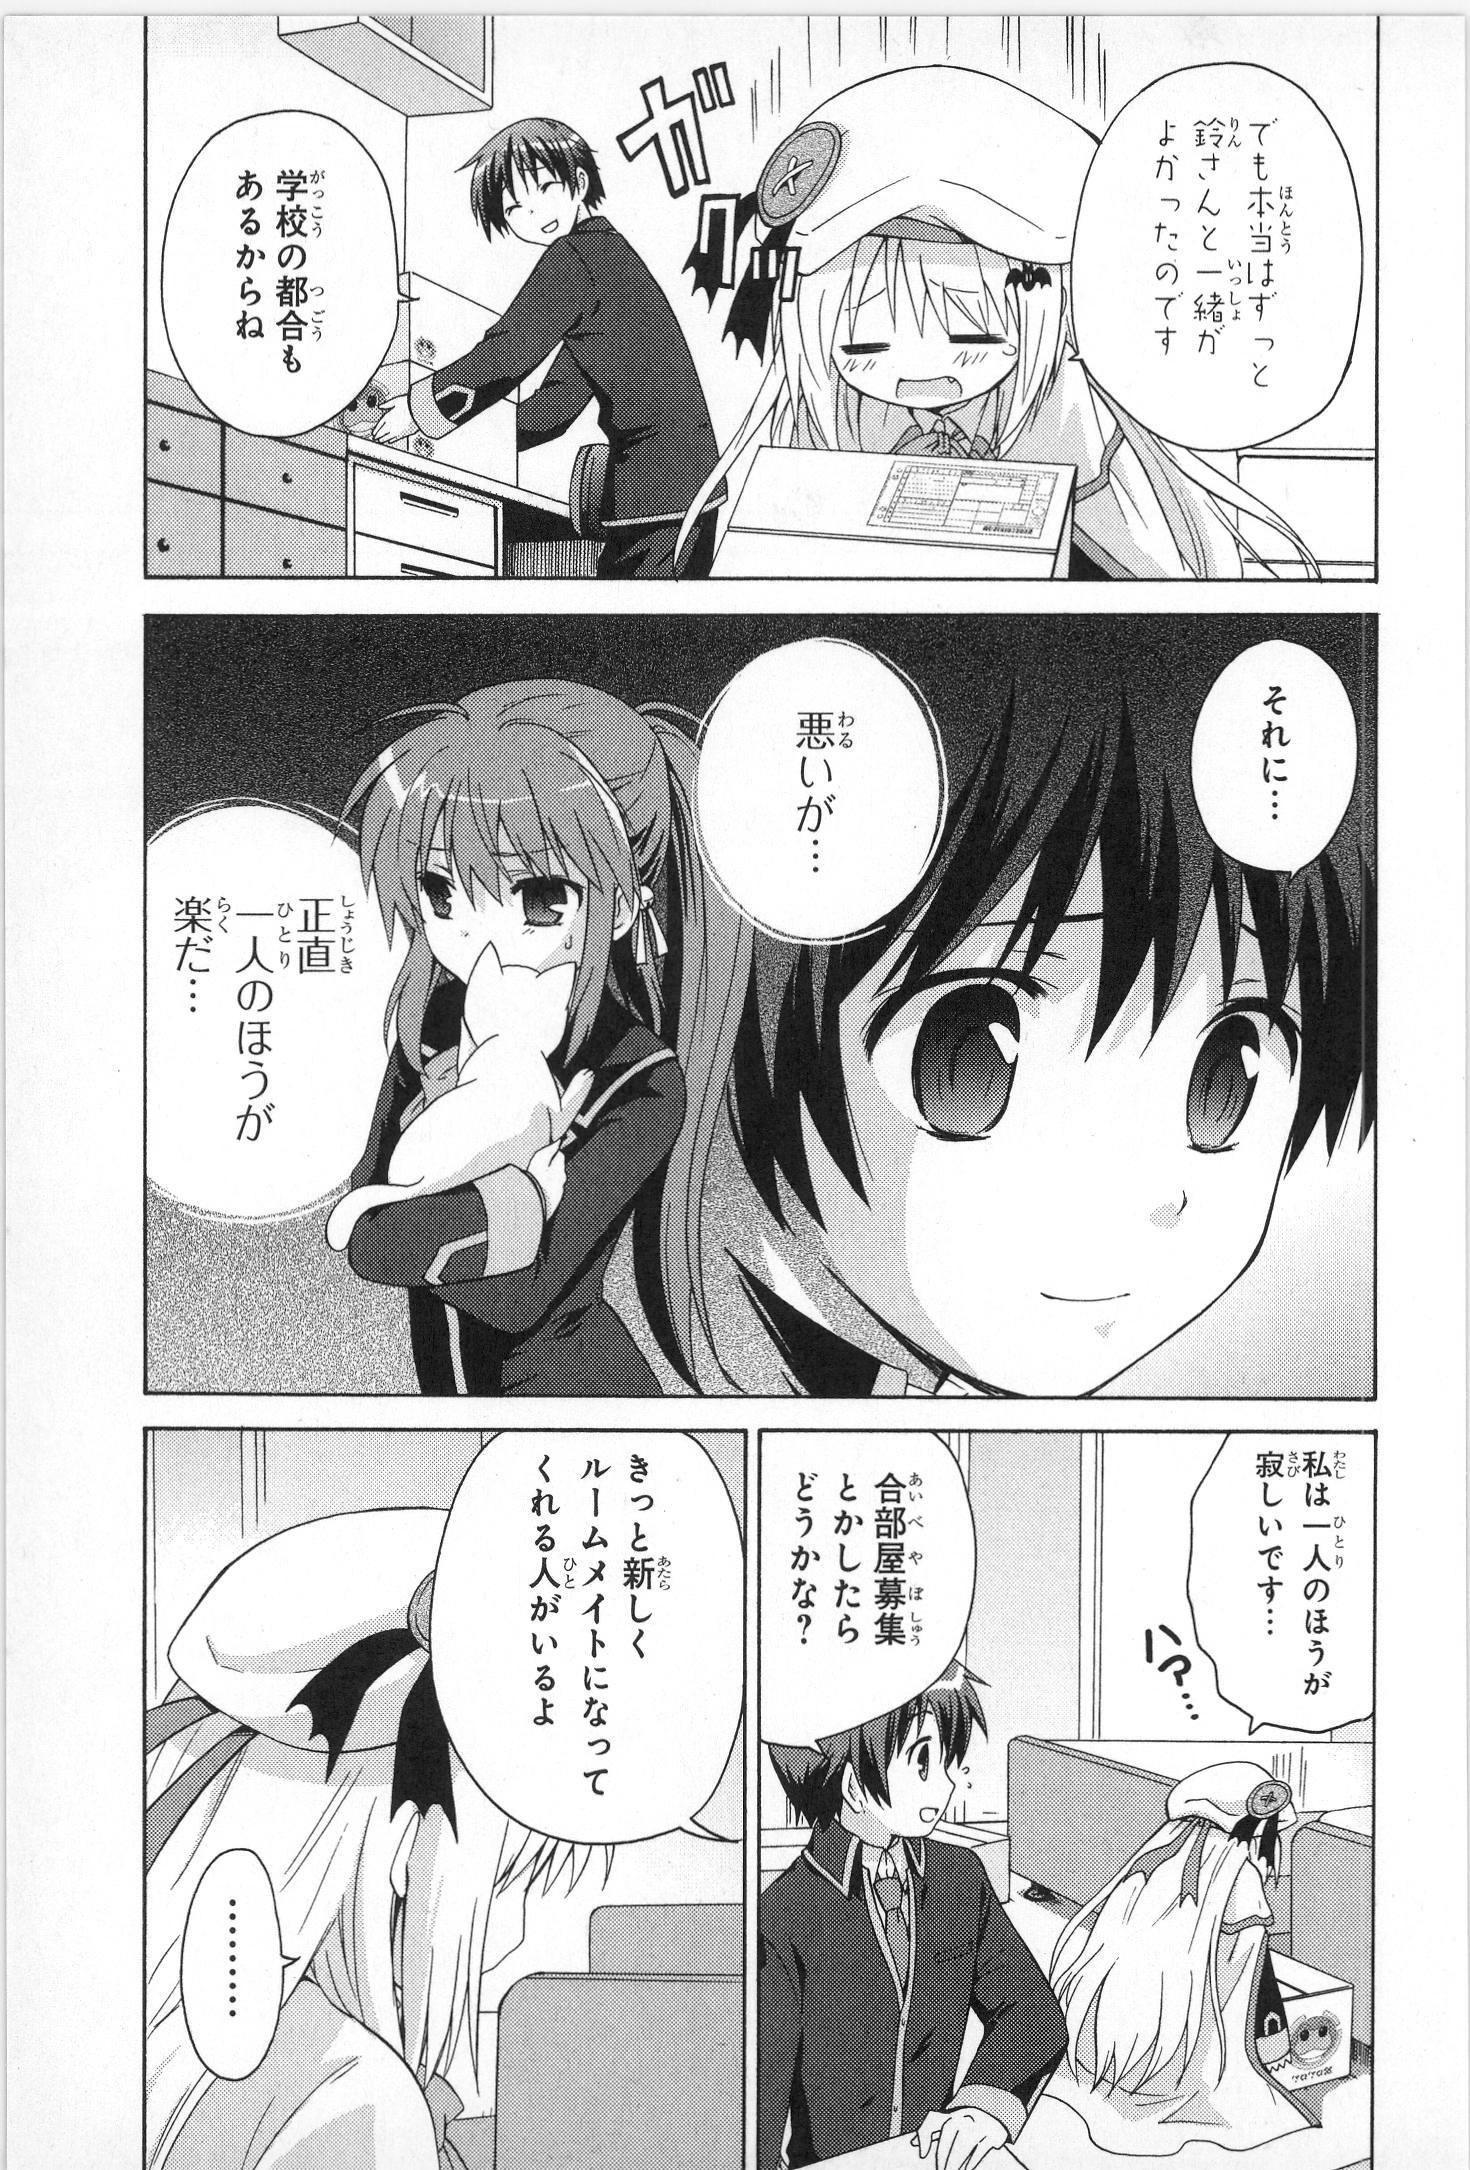 でも本当はずっと
鈴さんと一緒が
よかったのです
ガ
クッ
学校の都合も
あるからね
それに…
悪いが…
正直
一人のほうが
楽だ…
私は一人のほうが
寂しいです…
ハァ…
合部屋募集
とかしたら
どうかな?
きっと新しく
ルームメイトになって
くれる人がいるよ
………